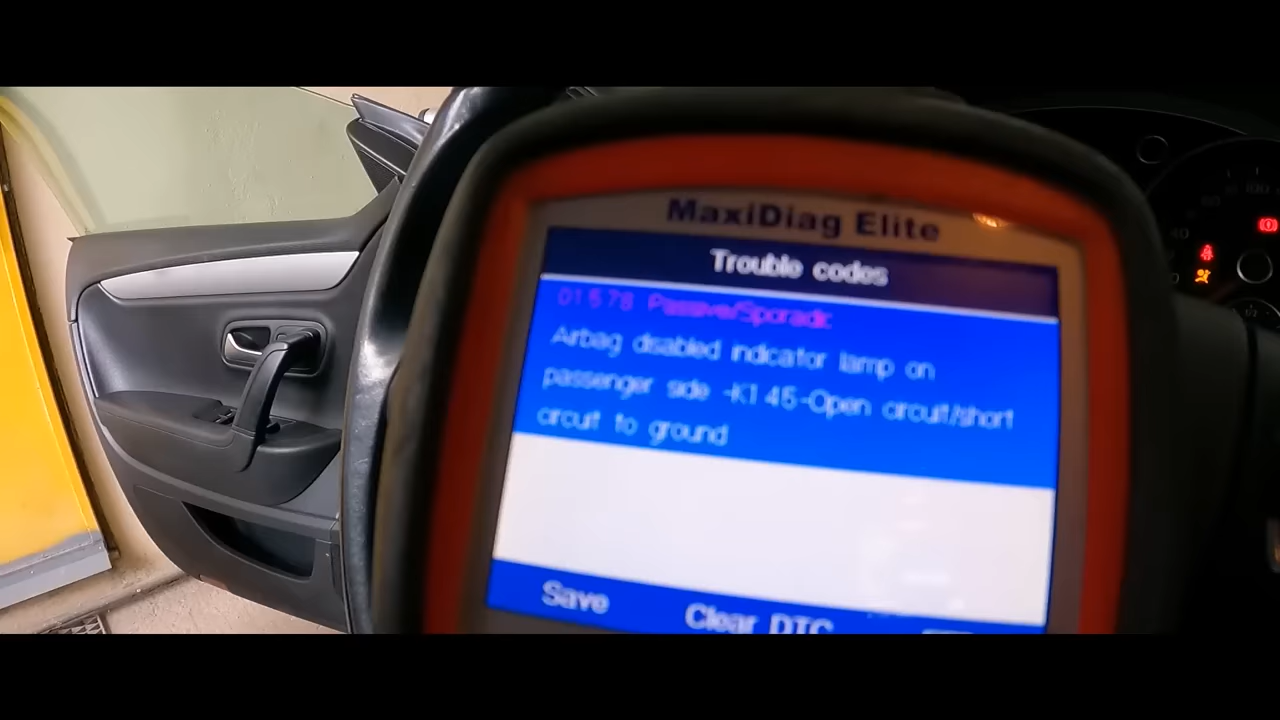 MaxiDiag Elite
Trouble codes
01578 Passive/Sporadic
Airbag disabled indicator lamp on
passenger side -K145-Open circuit/short
circuit to ground
Save
Clear DTC